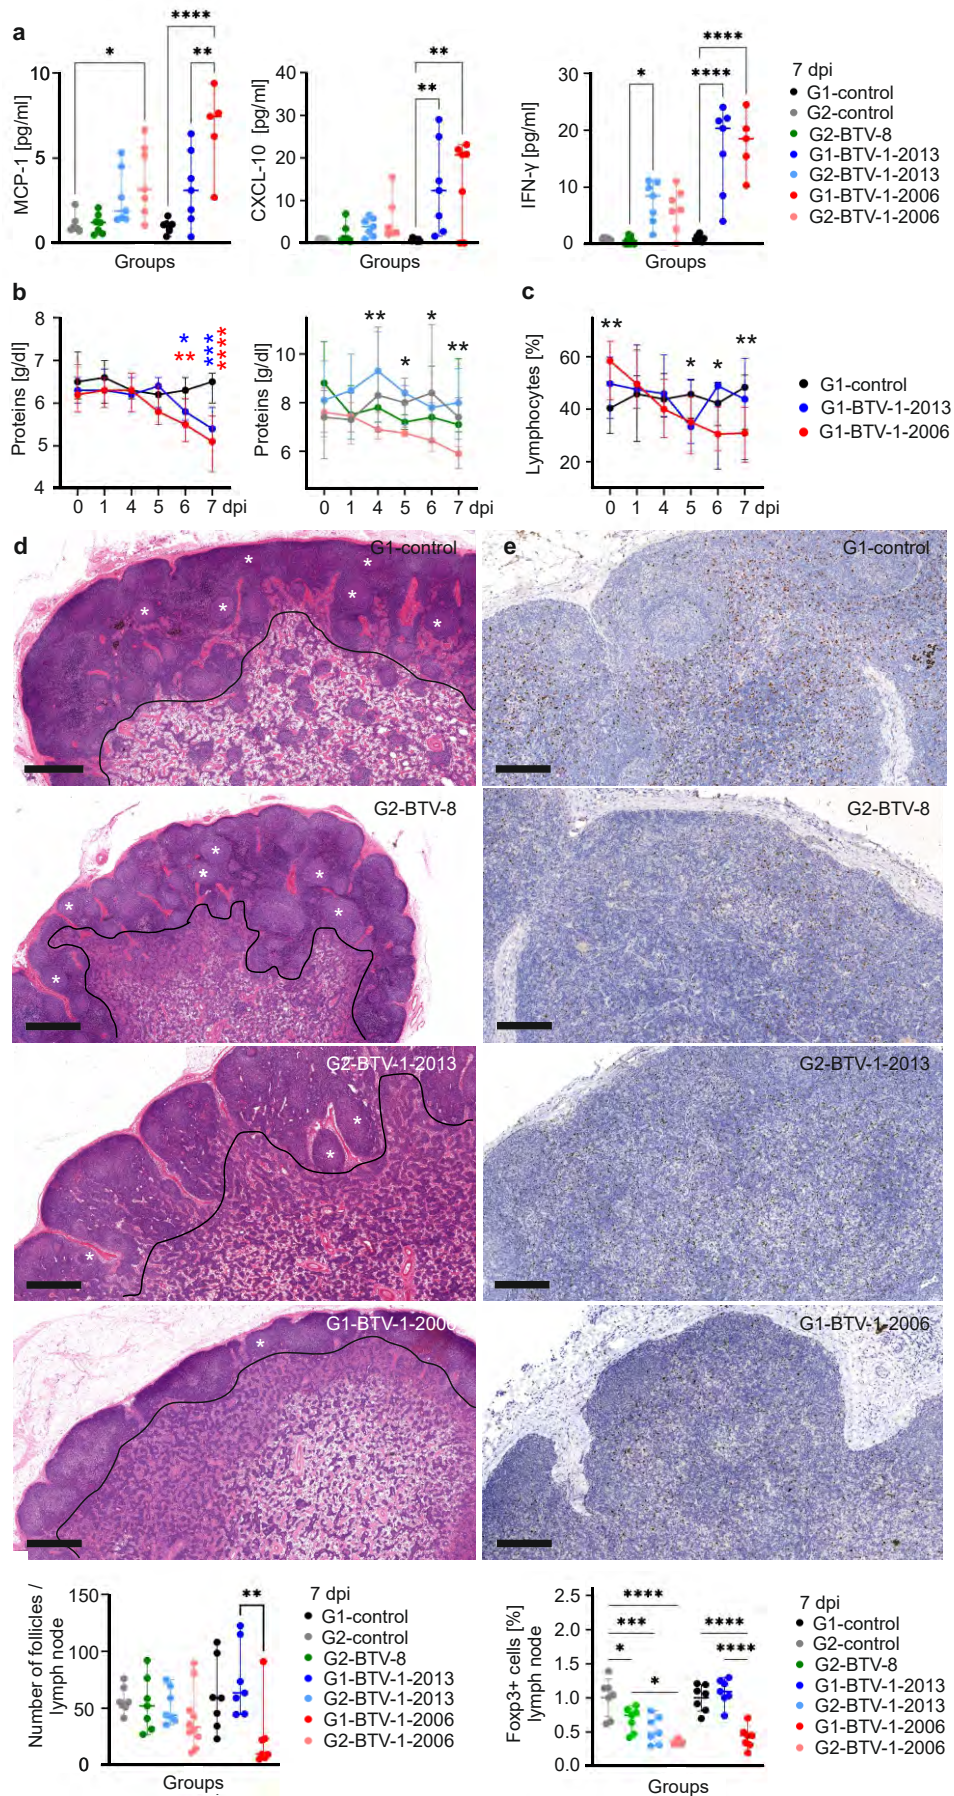 a
MCP-1 [pg/ml]
10
5
0
*
****
**
Groups
CXCL-10 [pg/ml]
40
30
20
10
0
**
**
Groups
IFN-γ [pg/ml]
30
20
10
0
*
****
****
Groups
7 dpi
G1-control
G2-control
G2-BTV-8
G1-BTV-1-2013
G2-BTV-1-2013
G1-BTV-1-2006
G2-BTV-1-2006
b
Proteins [g/dl]
8
7
6
5
4
*
**
***
****
0 1 4 5 6 7 dpi
Proteins [g/dl]
10
8
6
**
*
*
**
0 1 4 5 6 7 dpi
c
Lymphocytes [%]
60
40
20
**
*
*
**
0 1 4 5 6 7 dpi
G1-control
G1-BTV-1-2013
G1-BTV-1-2006
d
G1-control
* * * * * *
e
G1-control
G2-BTV-8
* * * * * *
G2-BTV-8
G2-BTV-1-2013
* * *
G2-BTV-1-2013
G1-BTV-1-2006
*
G1-BTV-1-2006
Number of follicles /
lymph node
150
100
50
0
**
Groups
7 dpi
G1-control
G2-control
G2-BTV-8
G1-BTV-1-2013
G2-BTV-1-2013
G1-BTV-1-2006
G2-BTV-1-2006
Foxp3+ cells [%]
lymph node
2.5
2.0
1.5
1.0
0.5
0.0
****
***
*
*
****
****
Groups
7 dpi
G1-control
G2-control
G2-BTV-8
G1-BTV-1-2013
G2-BTV-1-2013
G1-BTV-1-2006
G2-BTV-1-2006